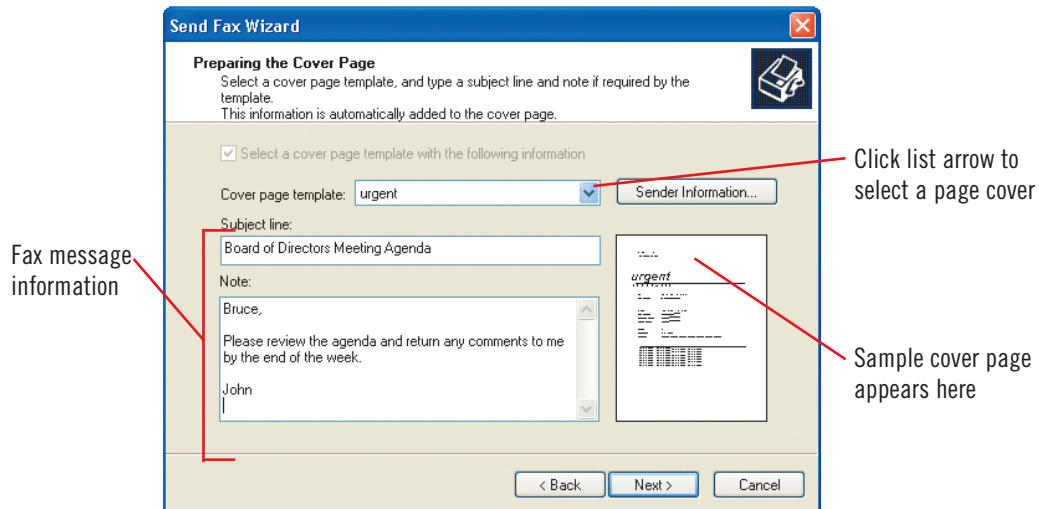 Send Fax Wizard
Preparing the Cover Page
Select a cover page template, and type a subject line and note if required by the
template.
This information is automatically added to the cover page.
Select a cover page template with the following information
Cover page template: urgent
Sender Information...
Click list arrow to
select a page cover
Subject line:
Board of Directors Meeting Agenda
Fax message
information
Note:
Bruce,
Please review the agenda and return any comments to me
by the end of the week.
John
urgent
Sample cover page
appears here
< Back
Next >
Cancel